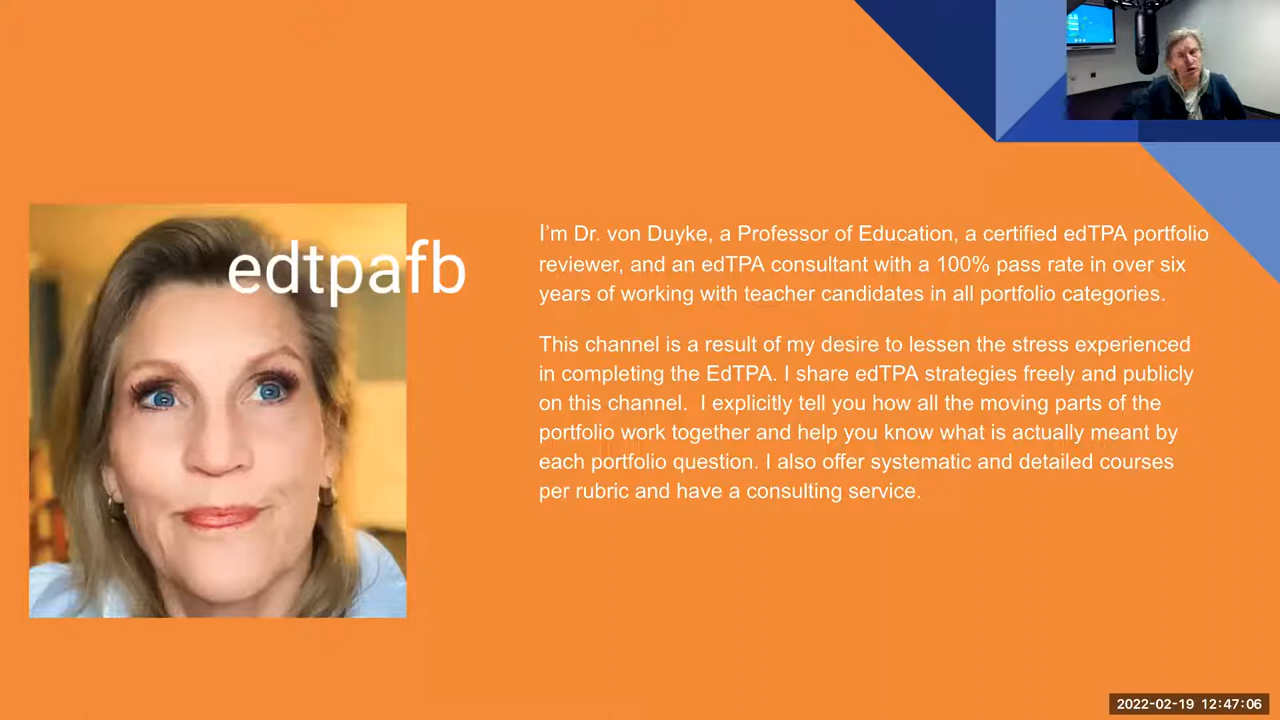 edtpafb
I'm Dr. von Duyke, a Professor of Education, a certified edTPA portfolio
reviewer, and an edTPA consultant with a 100% pass rate in over six
years of working with teacher candidates in all portfolio categories.
This channel is a result of my desire to lessen the stress experienced
in completing the EdTPA. I share edTPA strategies freely and publicly
on this channel.  I explicitly tell you how all the moving parts of the
portfolio work together and help you know what is actually meant by
each portfolio question. I also offer systematic and detailed courses
per rubric and have a consulting service.
2022-02-19 12:47:06